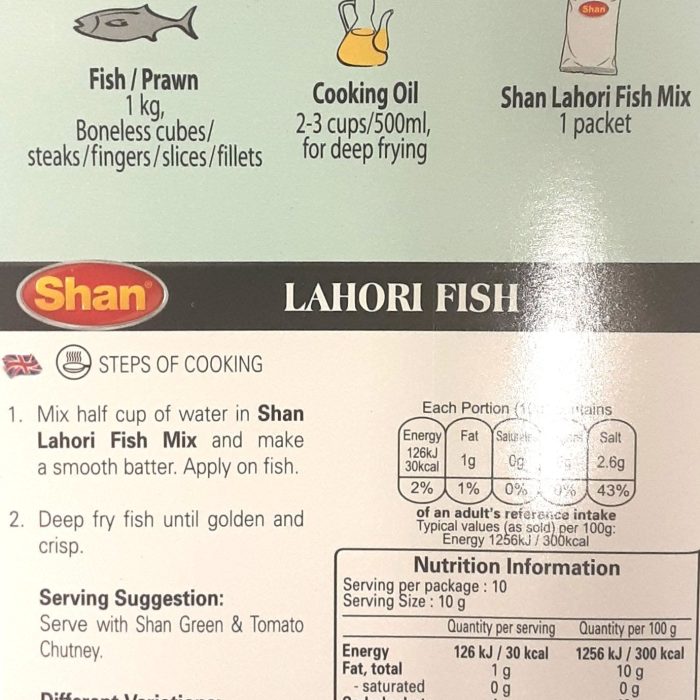 Shan
Fish / Prawn
1 kg,
Boneless cubes/
steaks/fingers/slices/fillets
Cooking Oil
2-3 cups/500ml,
for deep frying
Shan Lahori Fish Mix
1 packet
Shan
LAHORI FISH
STEPS OF COOKING
1. Mix half cup of water in Shan
Lahori Fish Mix and make
a smooth batter. Apply on fish.
2. Deep fry fish until golden and
crisp.
Serving Suggestion:
Serve with Shan Green & Tomato
Chutney.
Each Portion
Energy Fat Salt
126kJ
30kcal 1g 0g 2.6g
2% 1% 0% 0% 43%
of an adult's reference intake
Typical values (as sold) per 100g:
Energy 1256kJ / 300kcal
Nutrition Information
Serving per package : 10
Serving Size : 10 g
Quantity per serving Quantity per 100 g
Energy 126 kJ / 30 kcal 1256 kJ / 300 kcal
Fat, total 1 g 10 g
- saturated 0 g 0 g